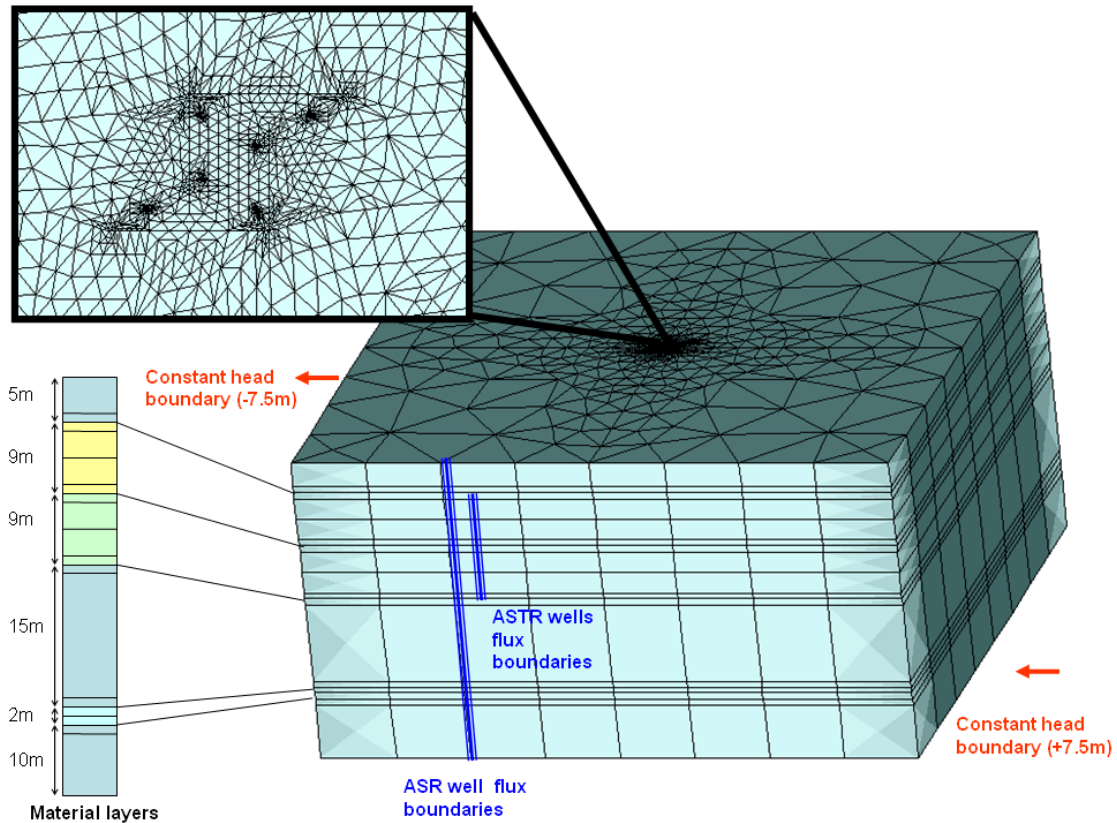 Constant head
boundary (-7.5m)
5m
9m
9m
15m
2m
10m
Material layers
ASTR wells
flux
boundaries
ASR well flux
boundaries
Constant head
boundary (+7.5m)